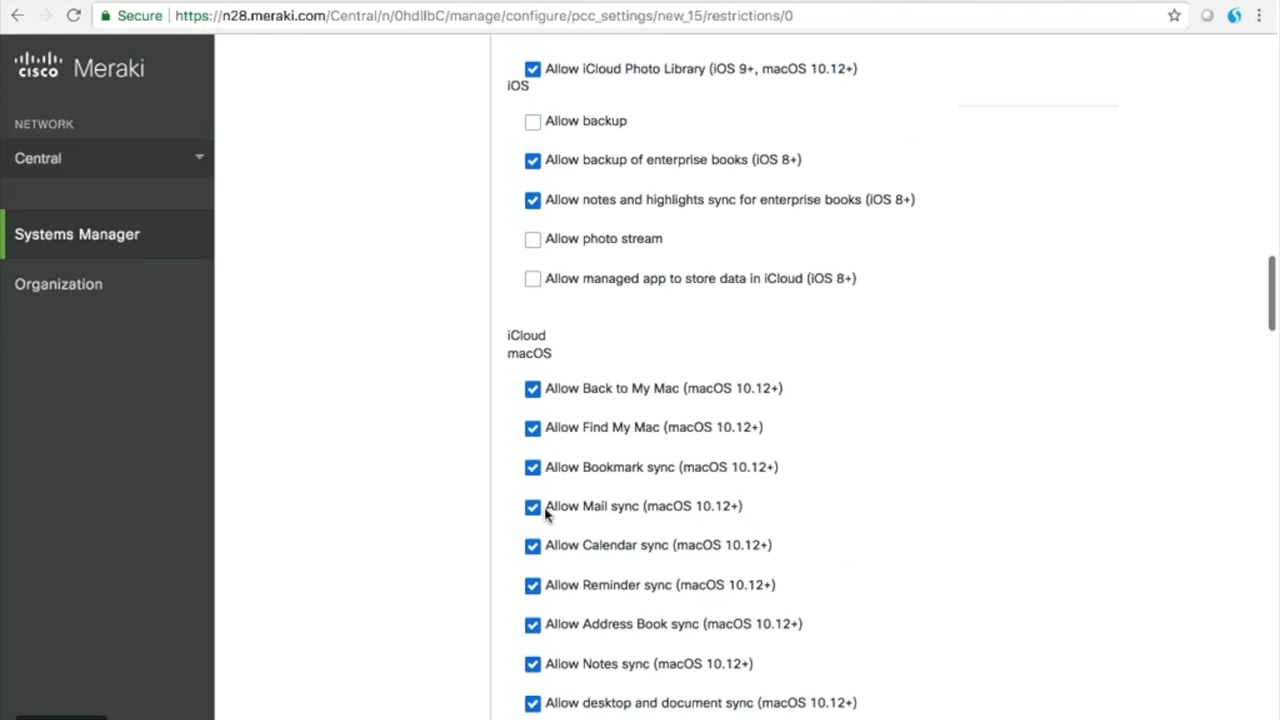 Secure
https://n28.meraki.com/Central/n/0hdlIbC/manage/configure/pcc_settings/new_15/restrictions/0
CISCO Meraki
NETWORK
Central
Systems Manager
Organization
Allow iCloud Photo Library (iOS 9+, macOS 10.12+)
iOS
Allow backup
Allow backup of enterprise books (iOS 8+)
Allow notes and highlights sync for enterprise books (iOS 8+)
Allow photo stream
Allow managed app to store data in iCloud (iOS 8+)
iCloud
macOS
Allow Back to My Mac (macOS 10.12+)
Allow Find My Mac (macOS 10.12+)
Allow Bookmark sync (macOS 10.12+)
Allow Mail sync (macOS 10.12+)
Allow Calendar sync (macOS 10.12+)
Allow Reminder sync (macOS 10.12+)
Allow Address Book sync (macOS 10.12+)
Allow Notes sync (macOS 10.12+)
Allow desktop and document sync (macOS 10.12+)